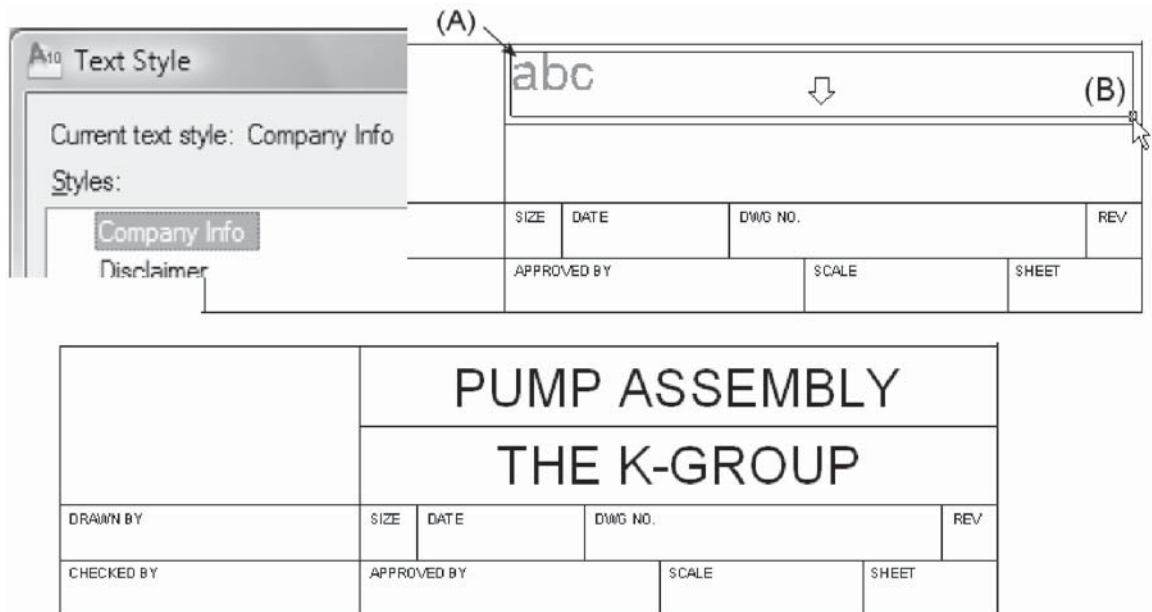 (A)
A10 Text Style
abc
(B)
Current text style: Company Info
Styles:
Company Info
Disclaimer
SIZE DATE DWG NO. REV
APPROVED BY SCALE SHEET
PUMP ASSEMBLY
THE K-GROUP
DRAWN BY SIZE DATE DWG NO. REV
CHECKED BY APPROVED BY SCALE SHEET